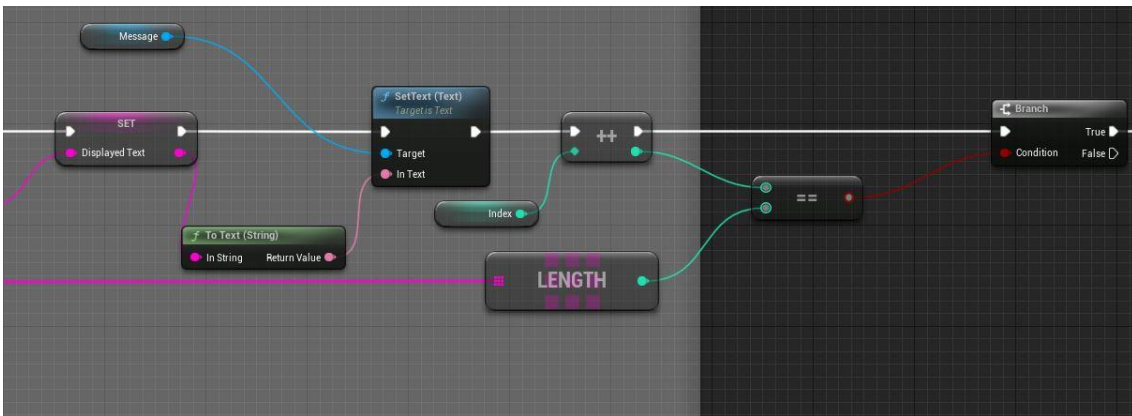 Message
SET
Displayed Text
f SetText (Text)
Target is Text
Target
In Text
f To Text (String)
In String Return Value
++
Index
LENGTH
==
Branch
True
Condition False